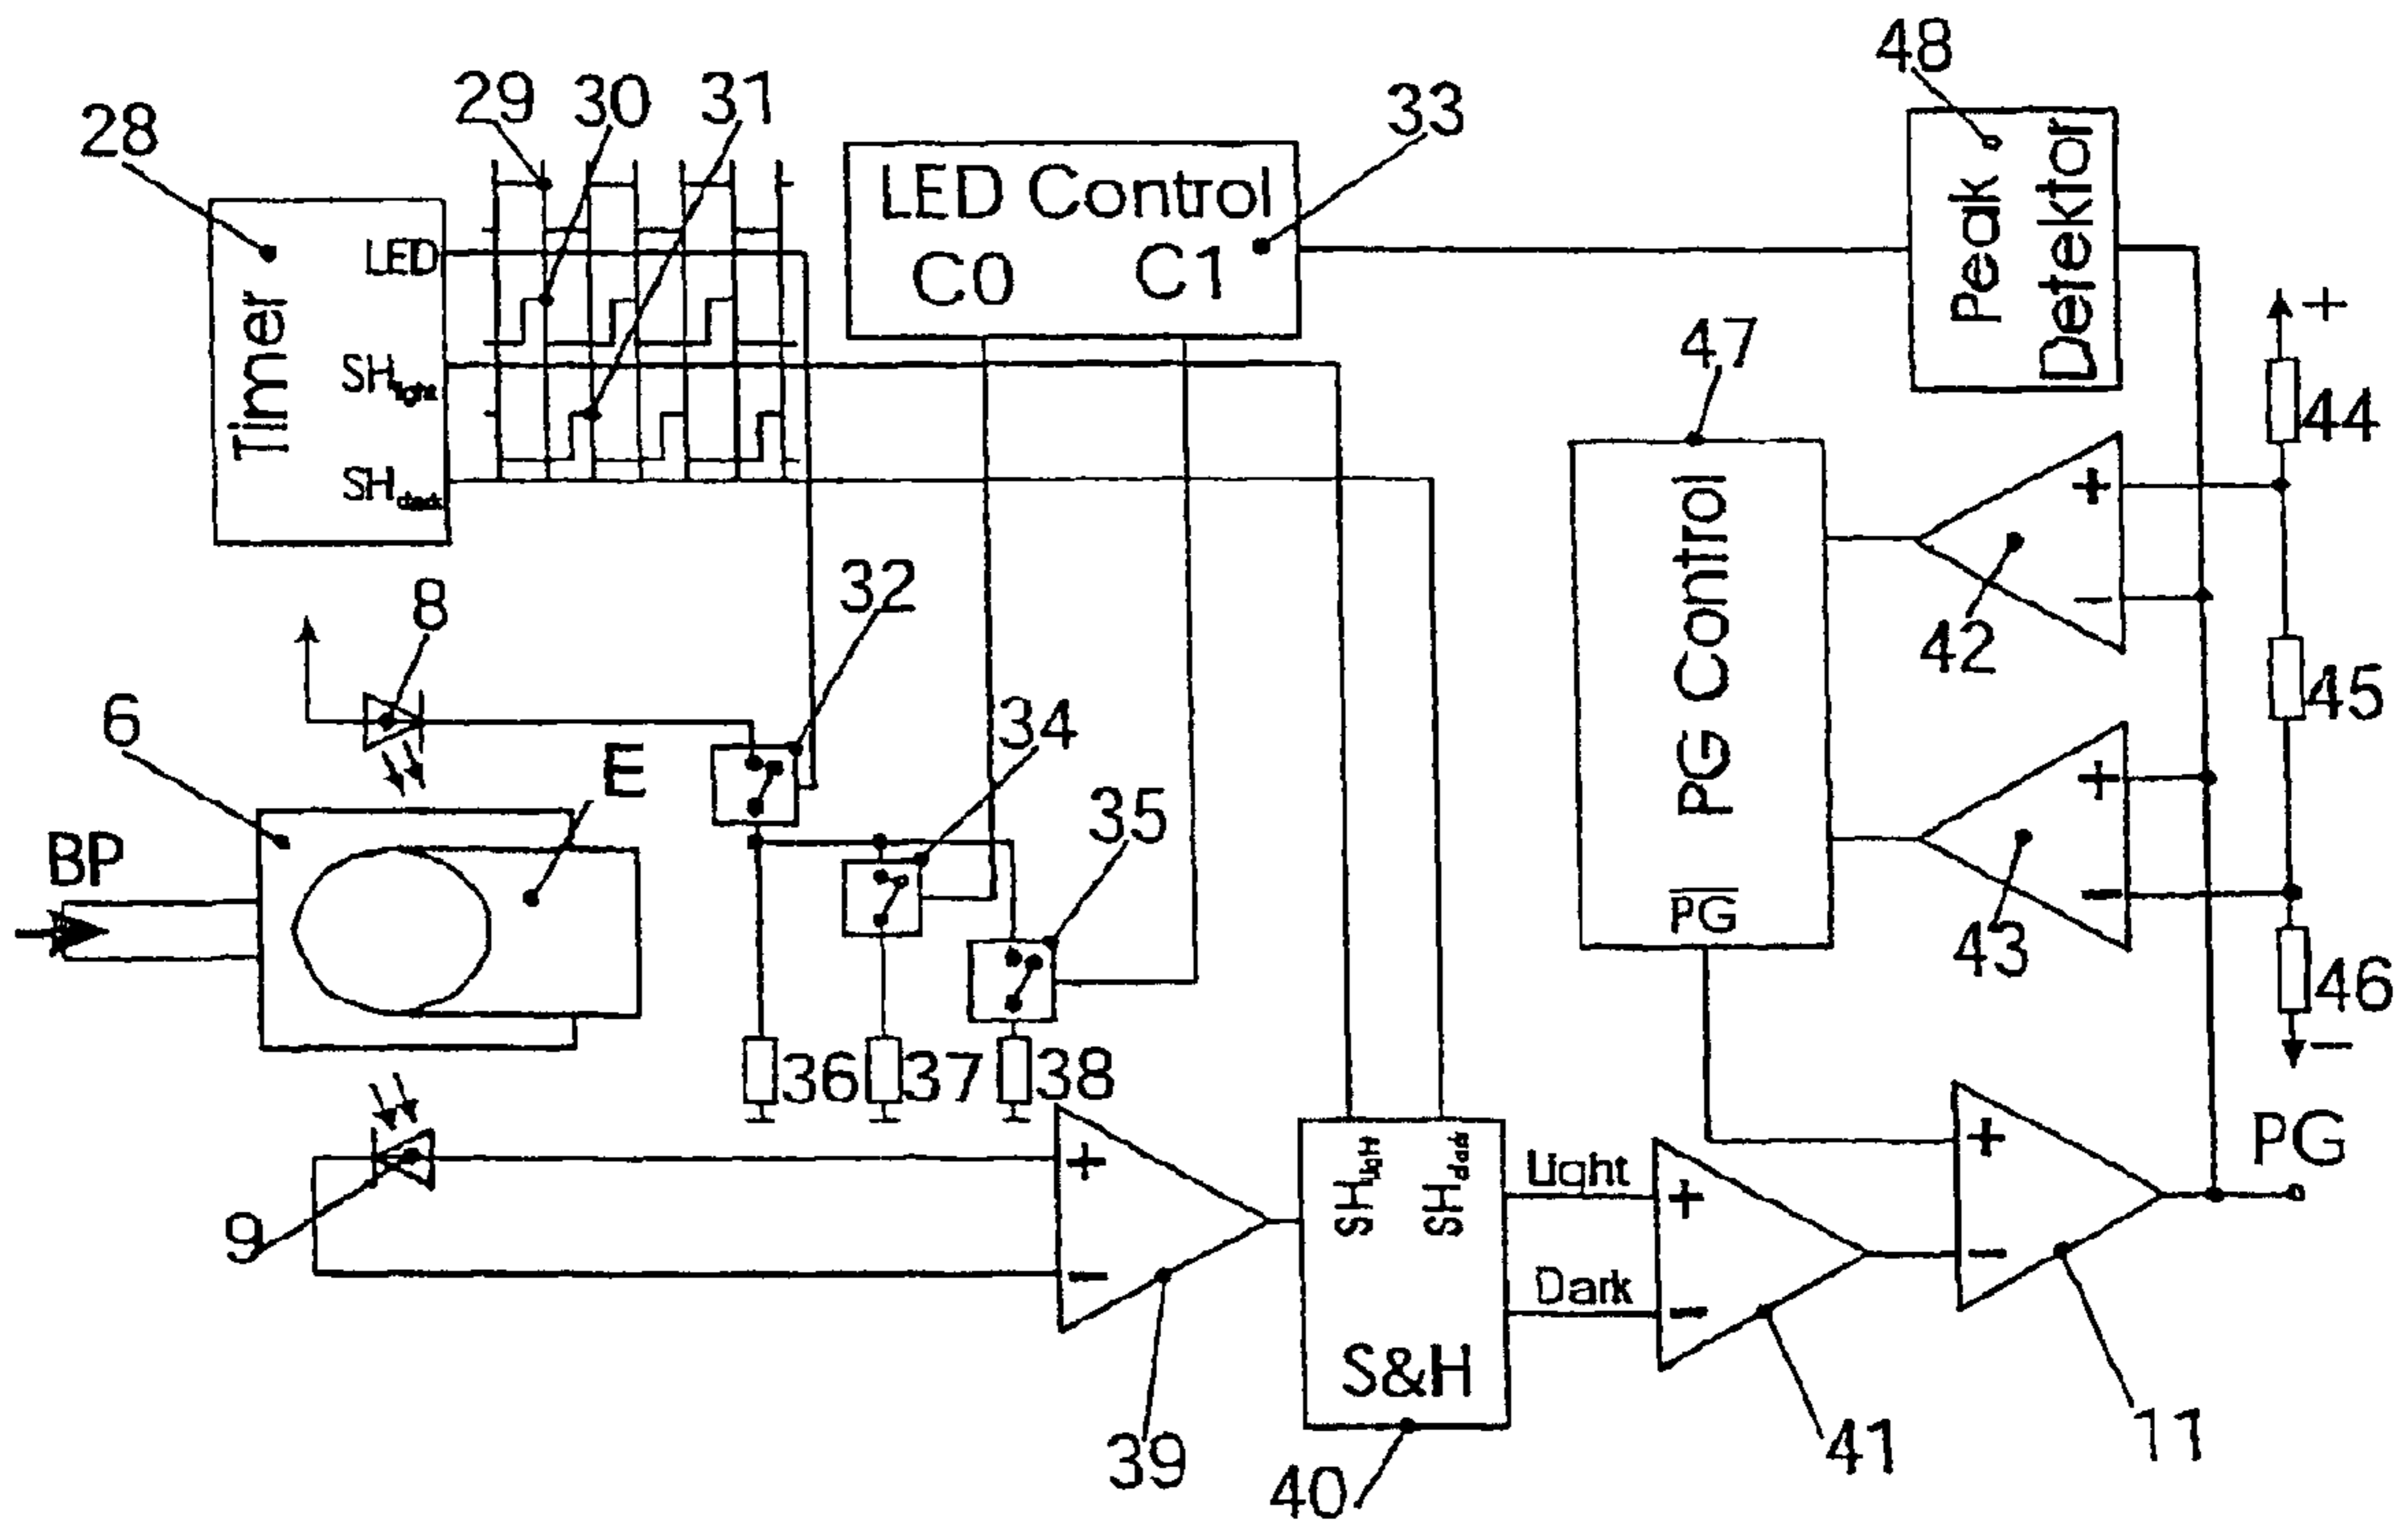 48
29 30 31
33
28
LED Control
C0 C1
Peak Detektor
LED
Timer
SHlight
SHdark
+
47
44
+
8
32
PG Control
−
42
45
6
34
E
+
35
BP
PG
−
43
46
−
36 37 38
PG
+
SHlight
SHdark
Light
+
+
9
−
Dark
−
−
S&H
39
40
41
11